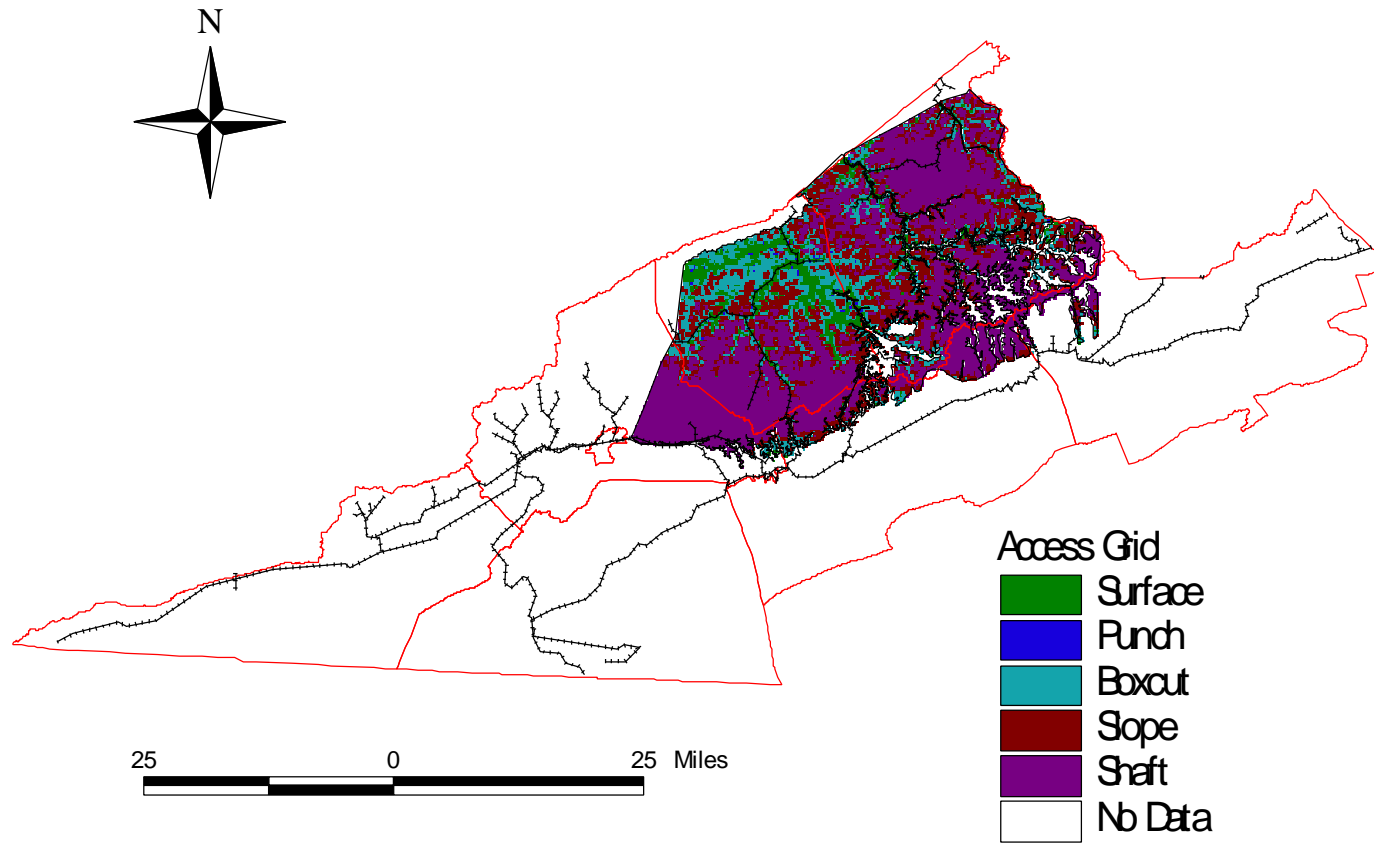 N
25 0 25 Miles
Access Grid
Surface
Punch
Boxcut
Slope
Shaft
No Data